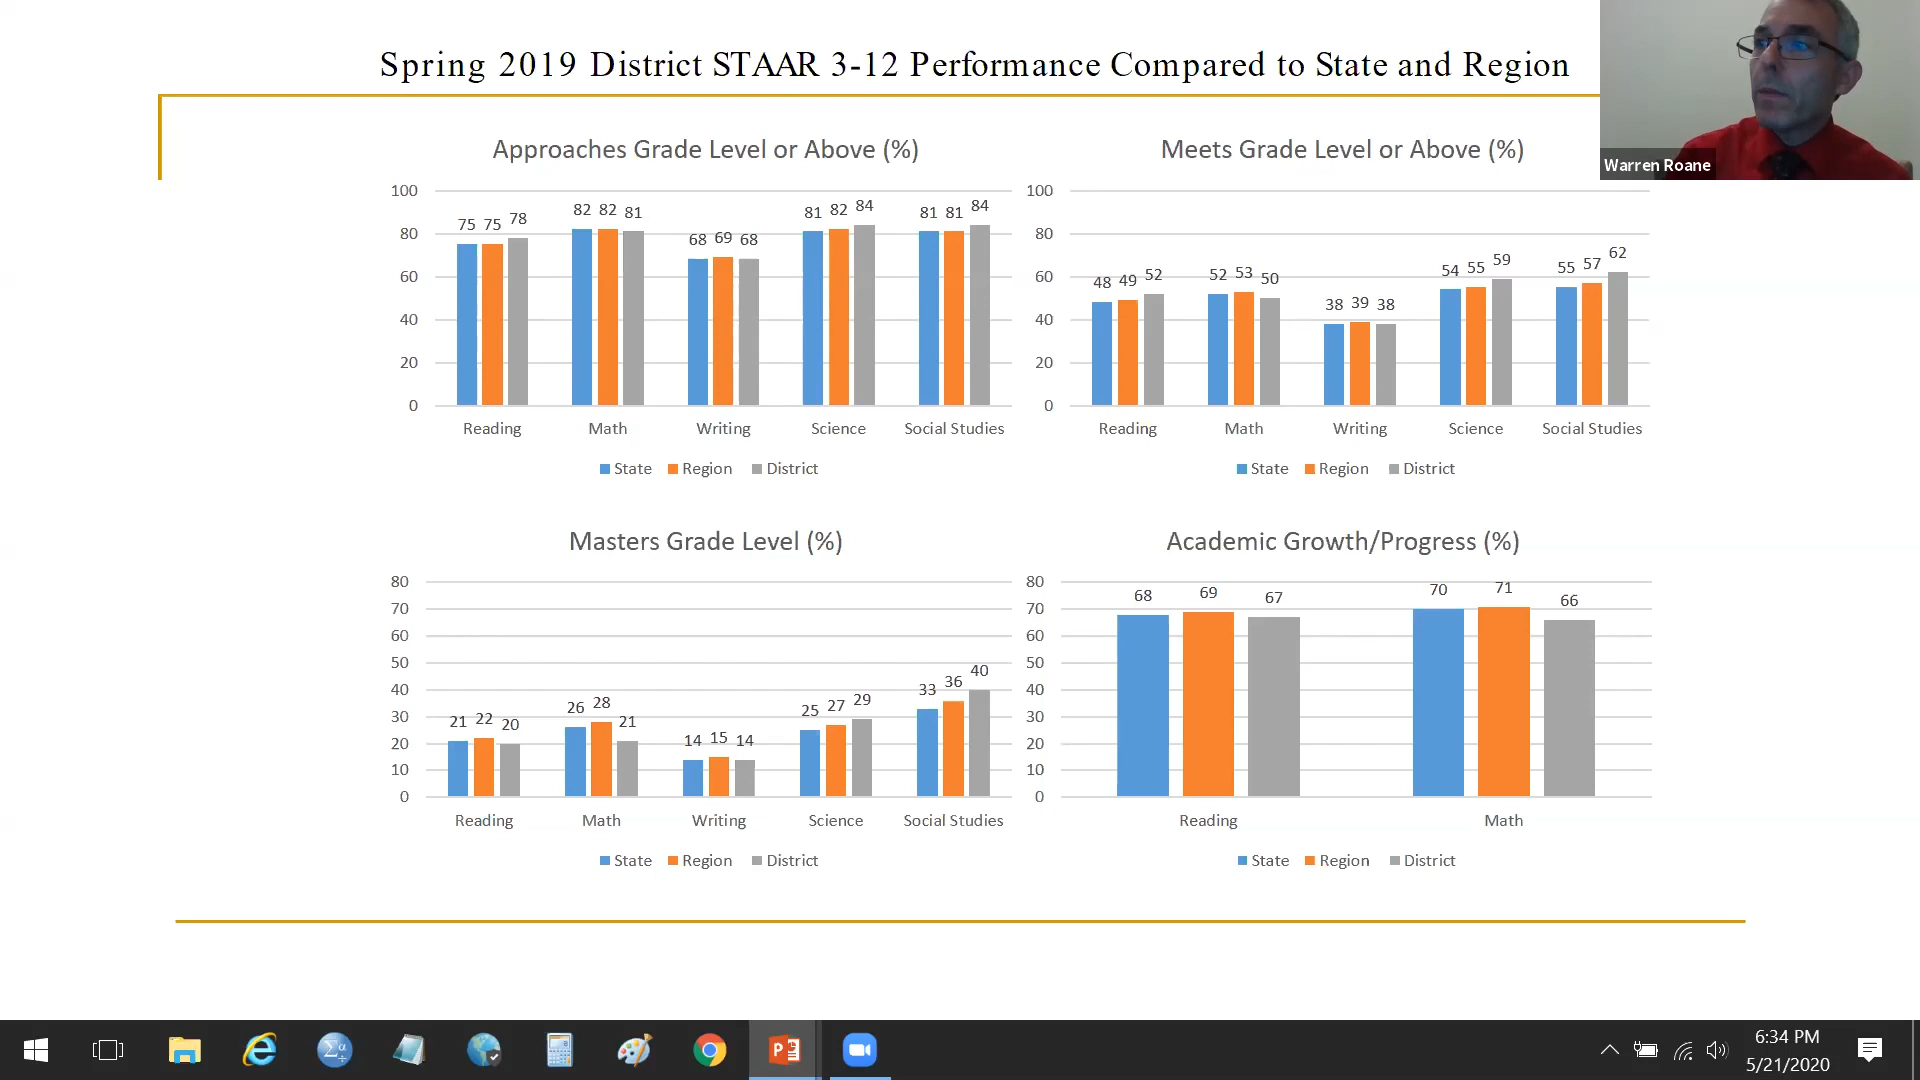 Spring 2019 District STAAR 3-12 Performance Compared to State and Region
Warren Roane
Approaches Grade Level or Above (%)
100
80
60
40
20
0
75 75 78
82 82 81
68 69 68
81 82 84
81 81 84
Reading Math Writing Science Social Studies
State Region District
Meets Grade Level or Above (%)
100
80
60
40
20
0
48 49 52
52 53 50
38 39 38
54 55 59
55 57 62
Reading Math Writing Science Social Studies
State Region District
Masters Grade Level (%)
80
70
60
50
40
30
20
10
0
21 22 20
26 28 21
14 15 14
25 27 29
33 36 40
Reading Math Writing Science Social Studies
State Region District
Academic Growth/Progress (%)
80
70
60
50
40
30
20
10
0
68 69 67
70 71 66
Reading Math
State Region District
6:34 PM
5/21/2020